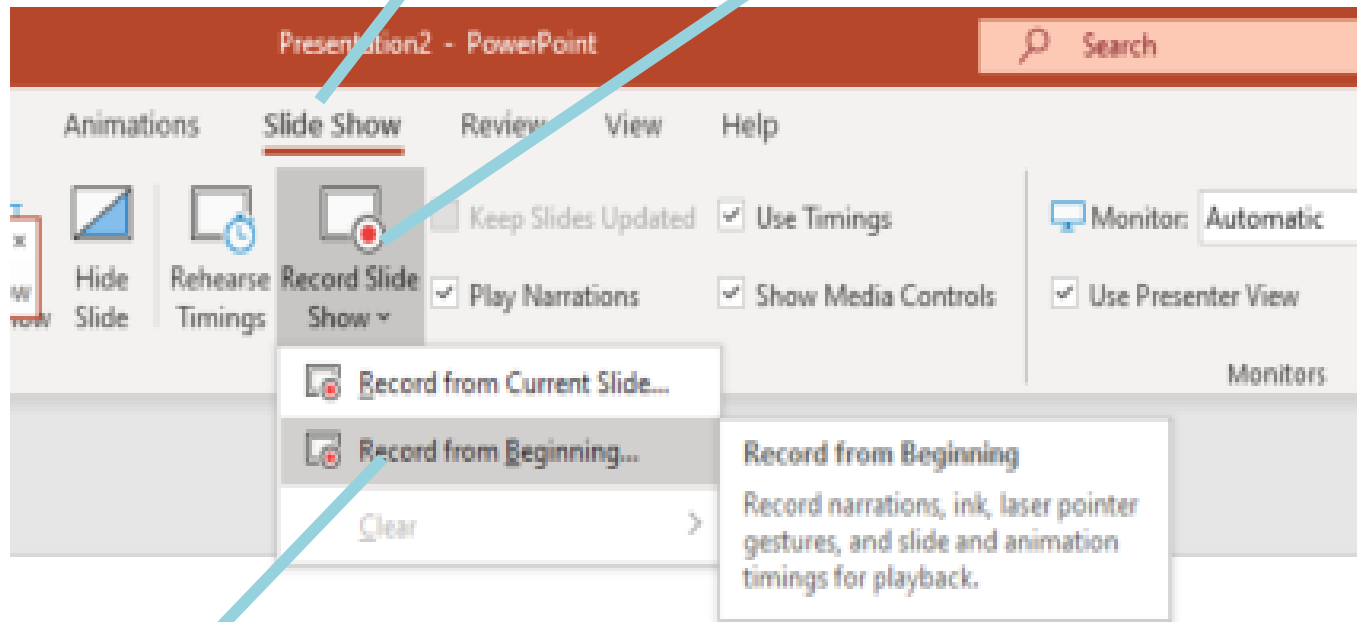 Presentation2 - PowerPoint
Search
Animations Slide Show Review View Help
Hide Slide
Rehearse Timings
Record Slide Show
Keep Slides Updated
Play Narrations
Use Timings
Show Media Controls
Monitor: Automatic
Use Presenter View
Monitors
Record from Current Slide...
Record from Beginning...
Clear
Record from Beginning
Record narrations, ink, laser pointer
gestures, and slide and animation
timings for playback.